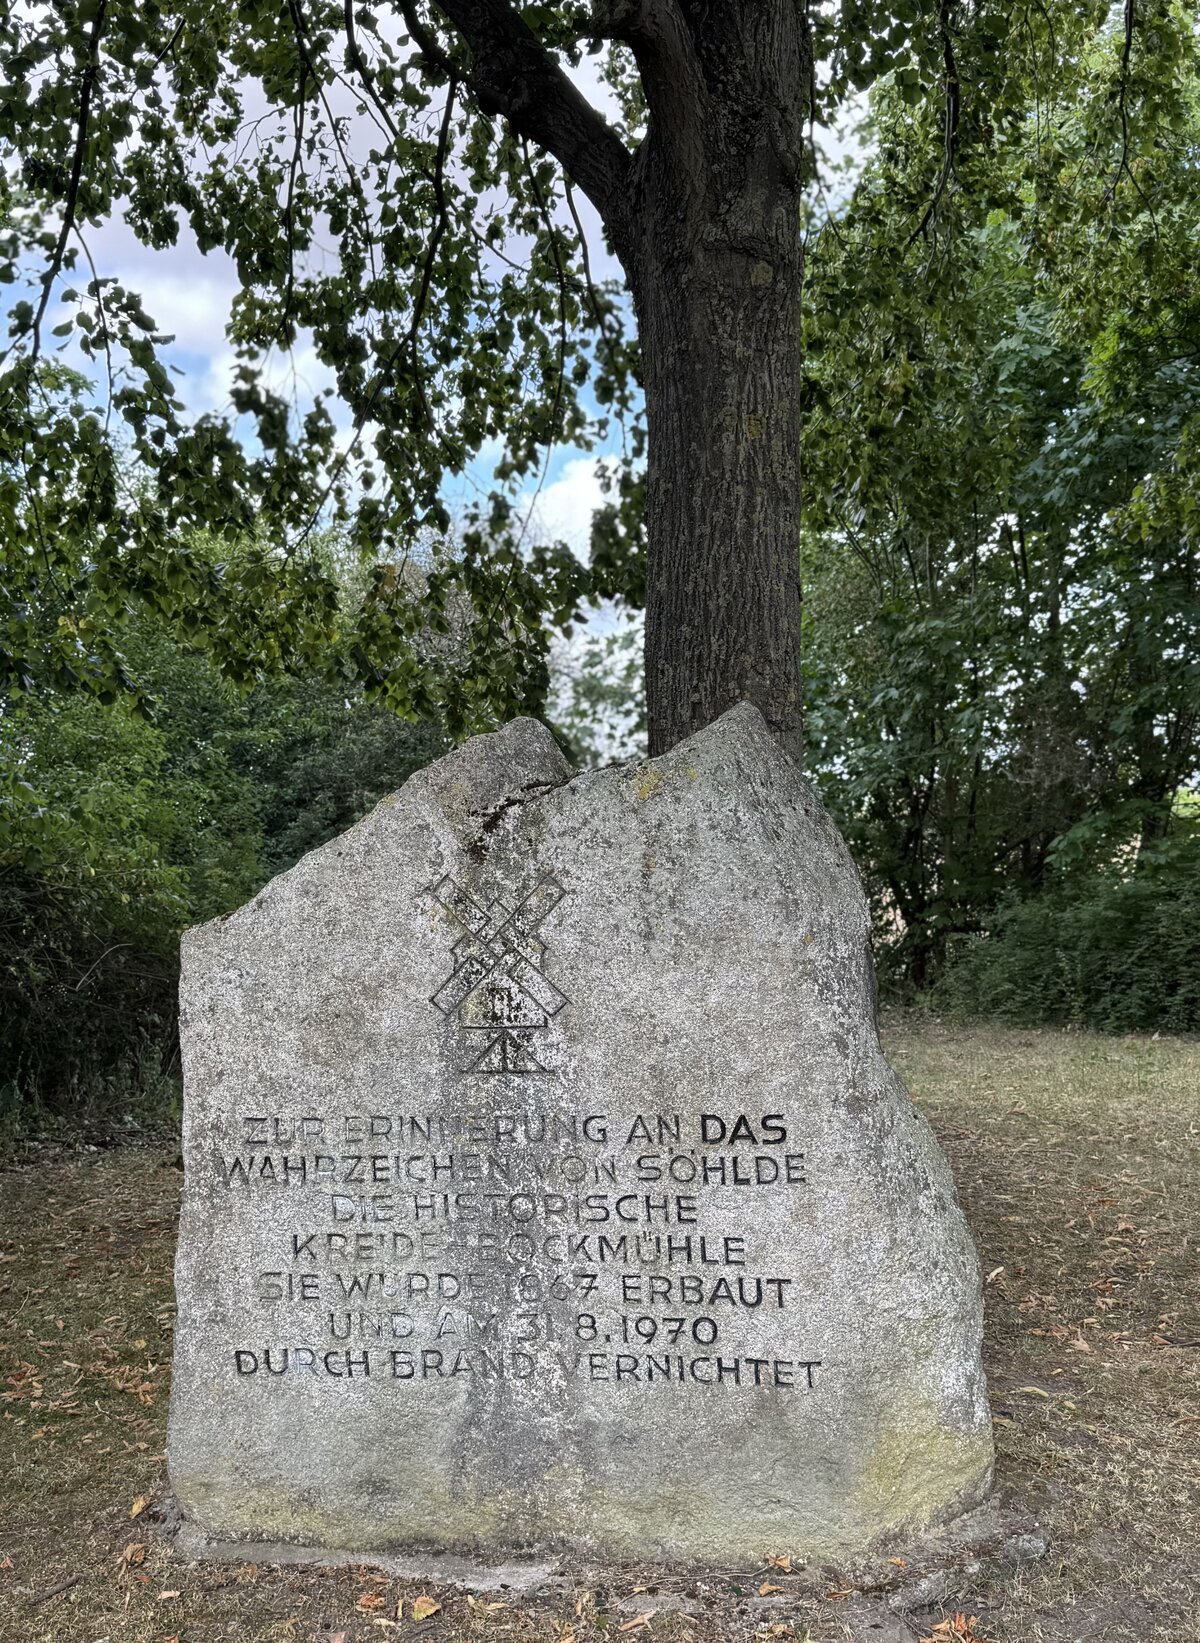 ZUR ERINNERUNG AN DAS
WAHRZEICHEN VON SÖHLDE
DIE HISTORISCHE
KREIDE-BOCKMÜHLE
SIE WURDE 1867 ERBAUT
UND AM 31.8.1970
DURCH BRAND VERNICHTET